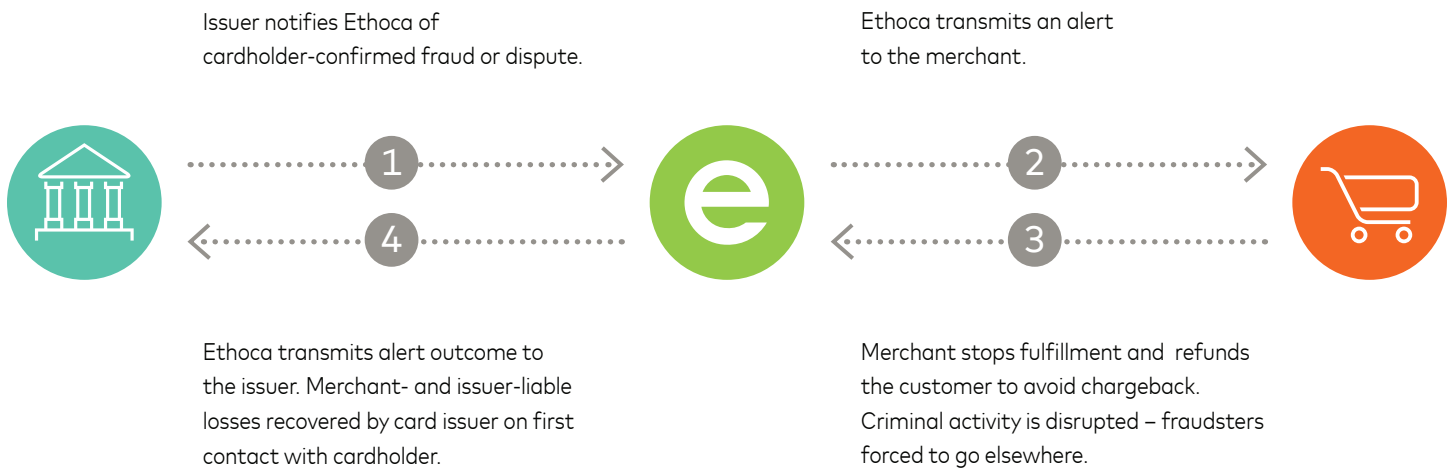 Issuer notifies Ethoca of
cardholder-confirmed fraud or dispute.
Ethoca transmits an alert
to the merchant.
1
e
2
4
3
Ethoca transmits alert outcome to
the issuer. Merchant- and issuer-liable
losses recovered by card issuer on first
contact with cardholder.
Merchant stops fulfillment and  refunds
the customer to avoid chargeback.
Criminal activity is disrupted – fraudsters
forced to go elsewhere.